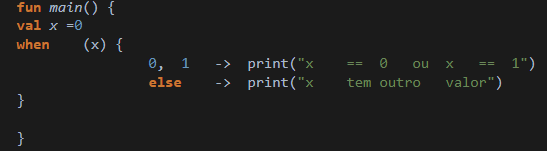 fun main() {
val x =0
when (x) {
0, 1 -> print("x == 0 ou x == 1")
else -> print("x tem outro valor")
}
}